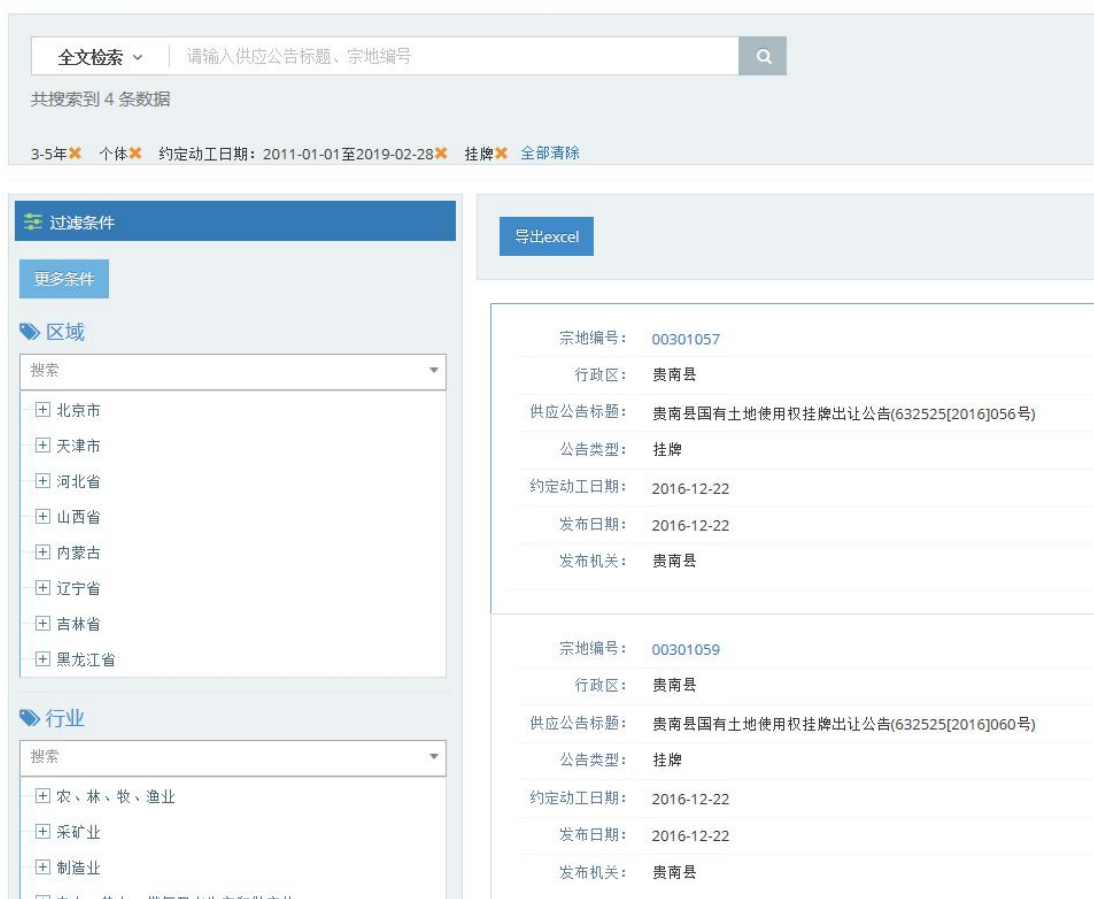 全文检索
请输入供应公告标题、宗地编号
共搜索到 4 条数据
3-5年 个体 约定动工日期：2011-01-01至2019-02-28 挂牌 全部清除
过滤条件
更多条件
区域
搜索
北京市
天津市
河北省
山西省
内蒙古
辽宁省
吉林省
黑龙江省
行业
搜索
农、林、牧、渔业
采矿业
制造业
导出excel
宗地编号： 00301057
行政区： 贵南县
供应公告标题： 贵南县国有土地使用权挂牌出让公告(632525[2016]056号)
公告类型： 挂牌
约定动工日期： 2016-12-22
发布日期： 2016-12-22
发布机关： 贵南县
宗地编号： 00301059
行政区： 贵南县
供应公告标题： 贵南县国有土地使用权挂牌出让公告(632525[2016]060号)
公告类型： 挂牌
约定动工日期： 2016-12-22
发布日期： 2016-12-22
发布机关： 贵南县